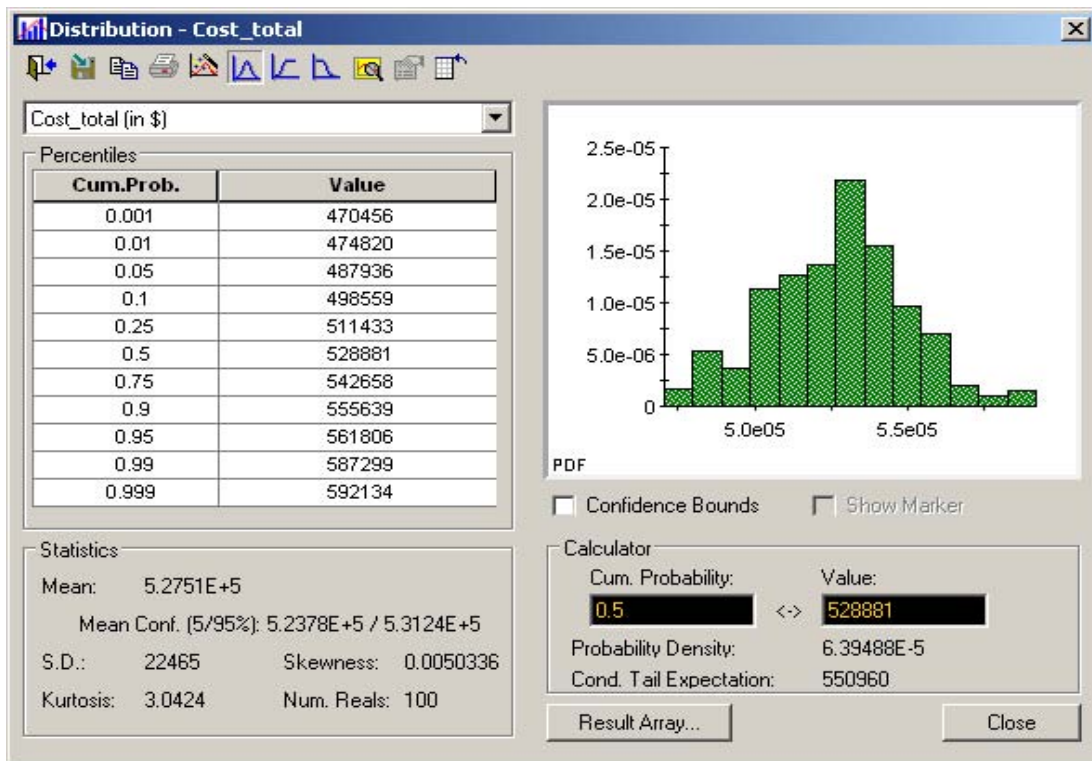 Distribution - Cost_total
Cost_total (in $)
Percentiles
Cum.Prob. Value
0.001 470456
0.01 474820
0.05 487936
0.1 498559
0.25 511433
0.5 528881
0.75 542658
0.9 555639
0.95 561806
0.99 587299
0.999 592134
Statistics
Mean: 5.2751E+5
Mean Conf. (5/95%): 5.2378E+5 / 5.3124E+5
S.D.: 22465 Skewness: 0.0050336
Kurtosis: 3.0424 Num. Reals: 100
2.5e-05
2.0e-05
1.5e-05
1.0e-05
5.0e-06
0
5.0e05 5.5e05
PDF
Confidence Bounds Show Marker
Calculator
Cum. Probability: Value:
0.5 <-> 528881
Probability Density: 6.39488E-5
Cond. Tail Expectation: 550960
Result Array... Close